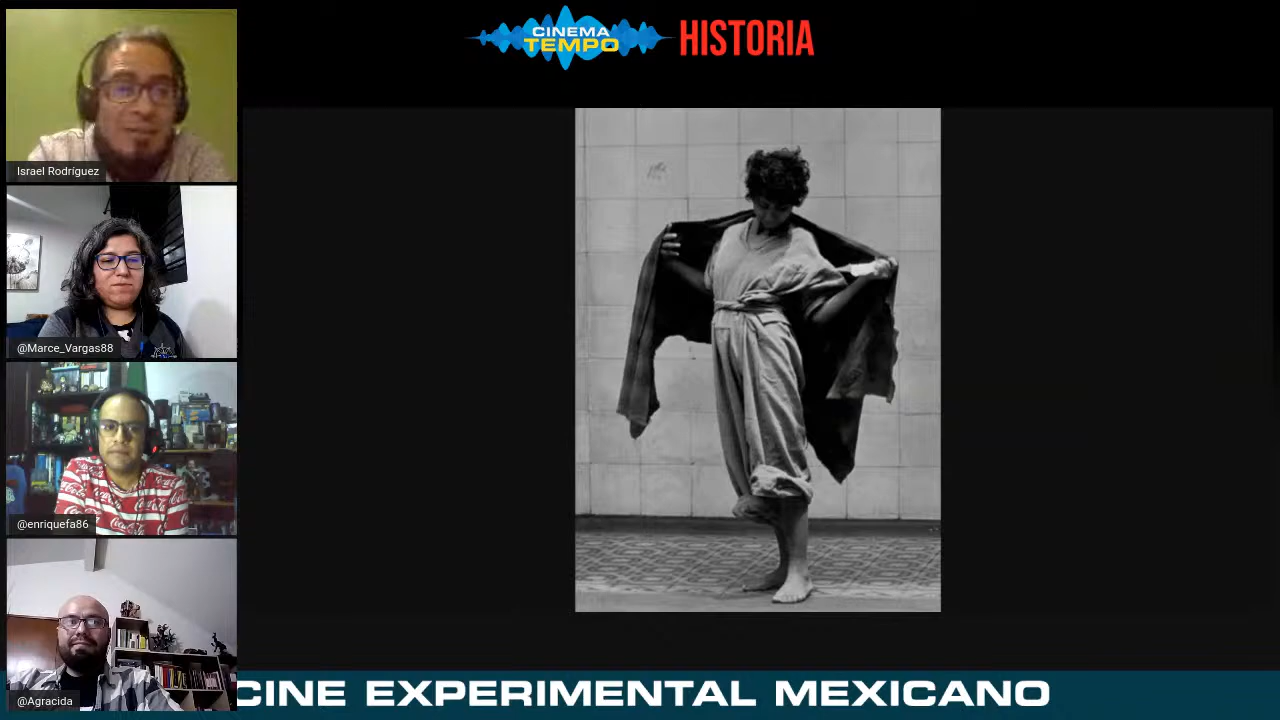 CINEMA
TEMPO
HISTORIA
Israel Rodríguez
@Marce_Vargas88
@enriquefa86
@Agracida
CINE EXPERIMENTAL MEXICANO